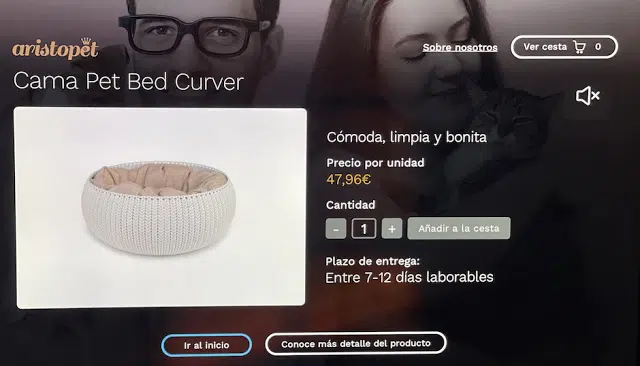 aristopet
Sobre nosotros
Ver cesta 0
Cama Pet Bed Curver
Cómoda, limpia y bonita
Precio por unidad
47,96€
Cantidad
- 1 + Añadir a la cesta
Plazo de entrega:
Entre 7-12 días laborables
Ir al inicio
Conoce más detalle del producto